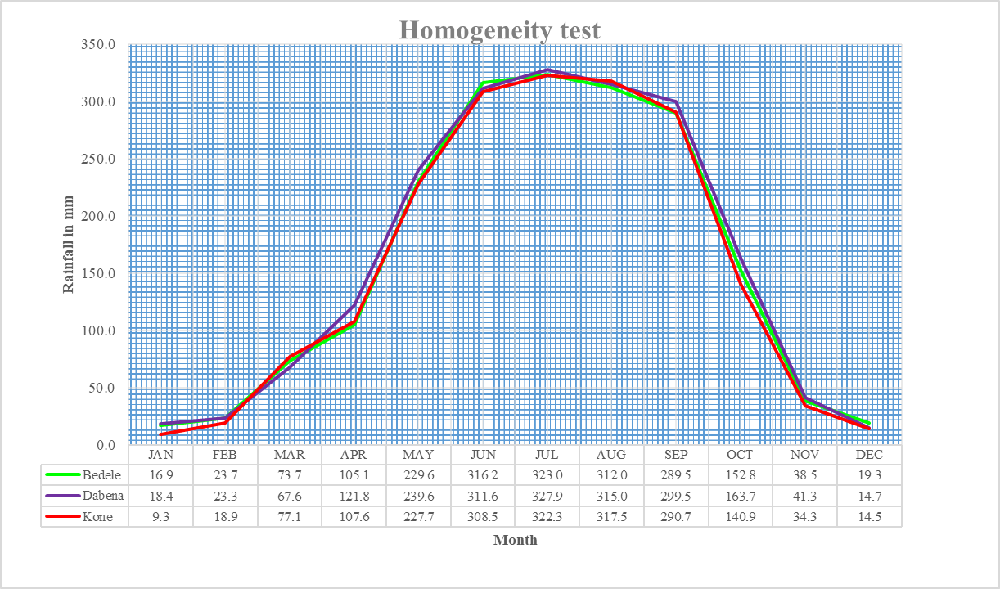 Homogeneity test
350.0
300.0
250.0
200.0
150.0
100.0
50.0
0.0
Rainfall in mm
JAN FEB MAR APR MAY JUN JUL AUG SEP OCT NOV DEC
Bedele 16.9 23.7 73.7 105.1 229.6 316.2 323.0 312.0 289.5 152.8 38.5 19.3
Dabena 18.4 23.3 67.6 121.8 239.6 311.6 327.9 315.0 299.5 163.7 41.3 14.7
Kone 9.3 18.9 77.1 107.6 227.7 308.5 322.3 317.5 290.7 140.9 34.3 14.5
Month